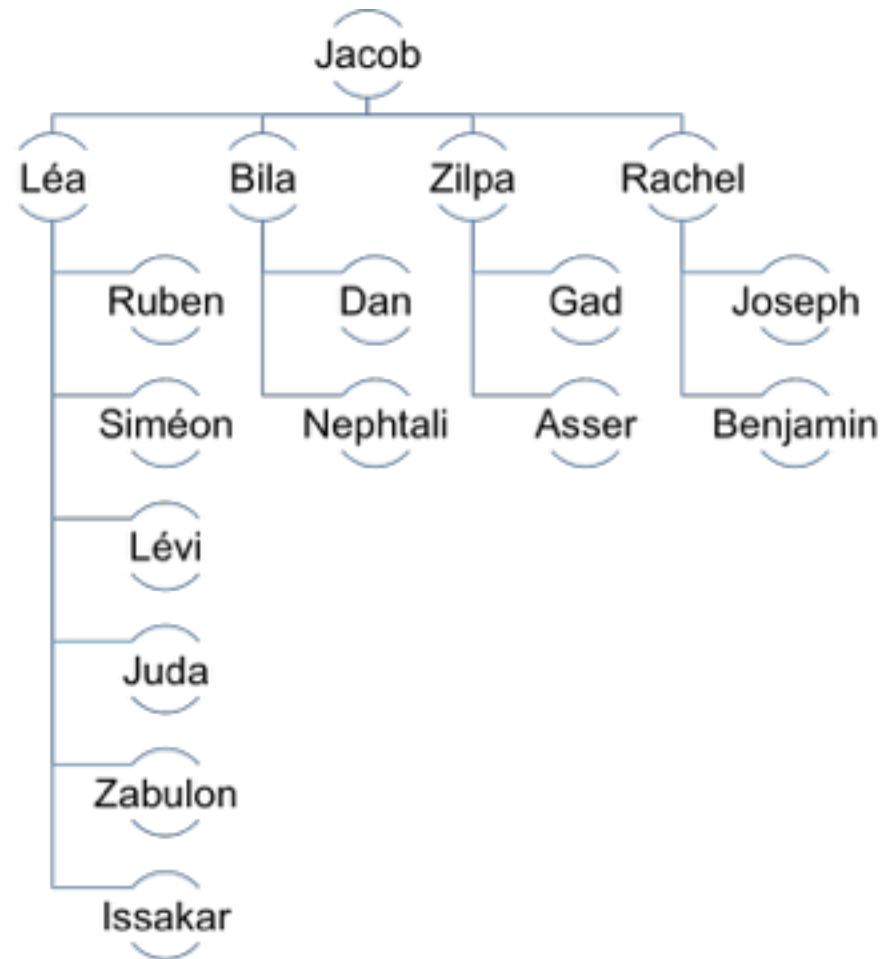 Jacob
Léa Bila Zilpa Rachel
Ruben Dan Gad Joseph
Siméon Nephtali Asser Benjamin
Lévi
Juda
Zabulon
Issakar